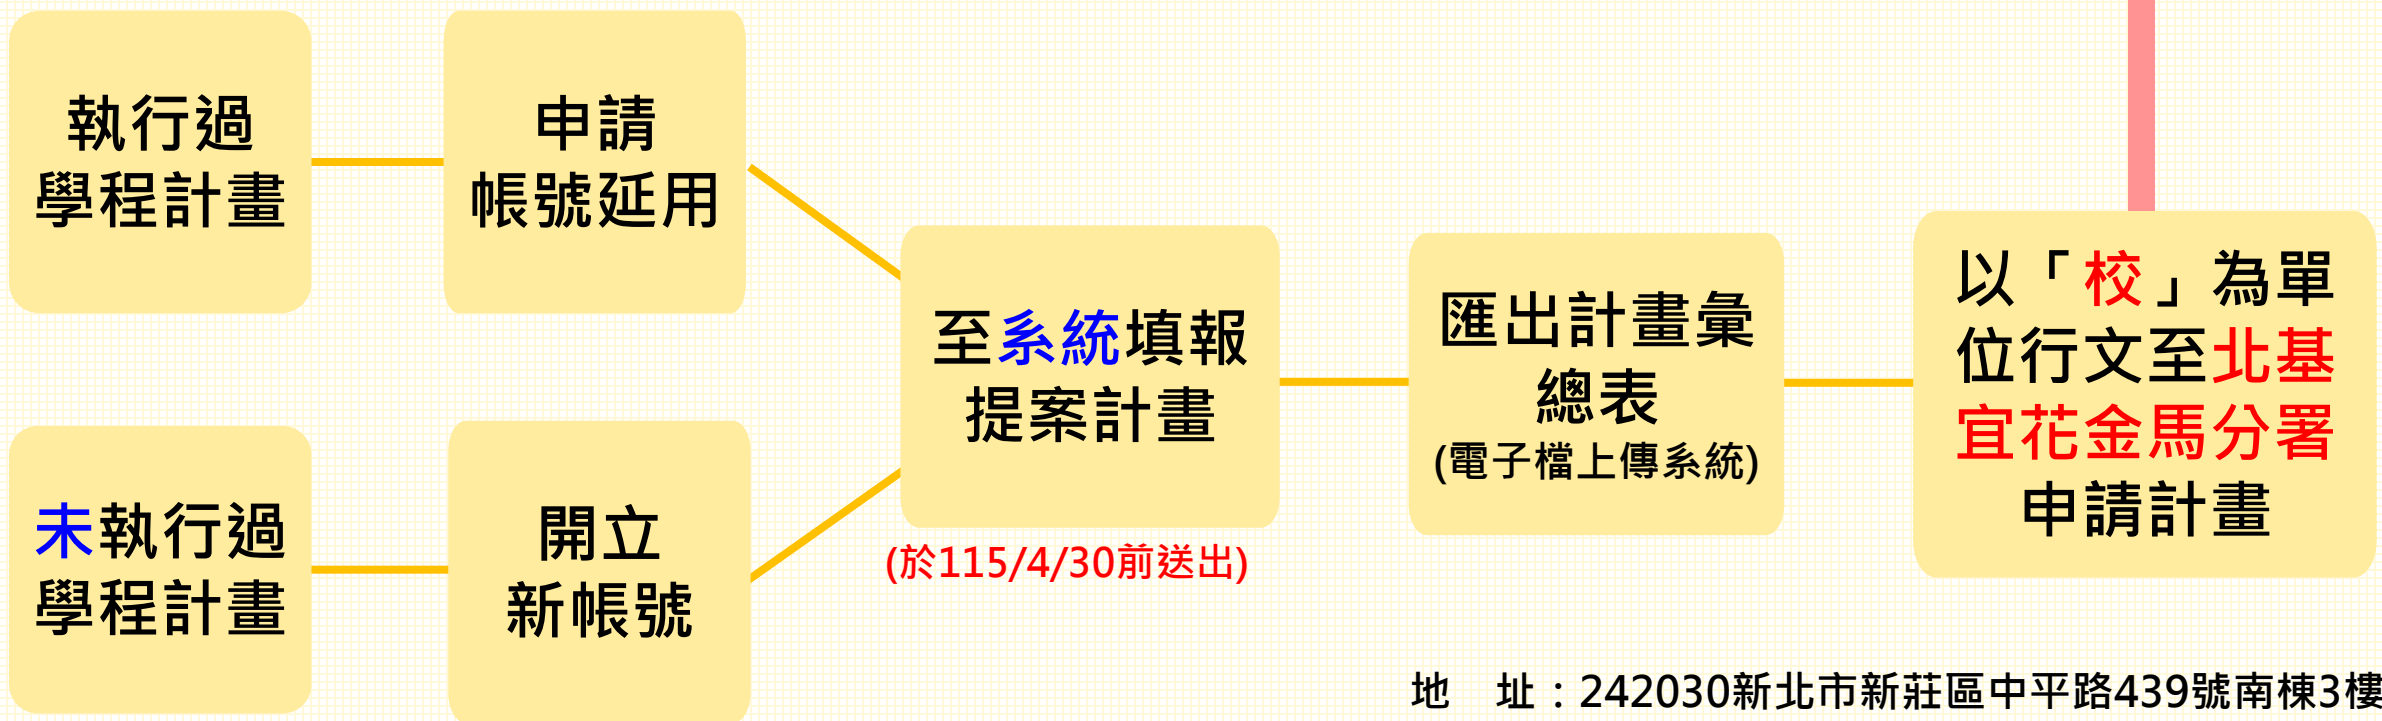 執行過
學程計畫
申請
帳號延用
未執行過
學程計畫
開立
新帳號
至系統填報
提案計畫
(於115/4/30前送出)
匯出計畫彙
總表
(電子檔上傳系統)
以「校」為單
位行文至北基
宜花金馬分署
申請計畫
地　址：242030新北市新莊區中平路439號南棟3樓